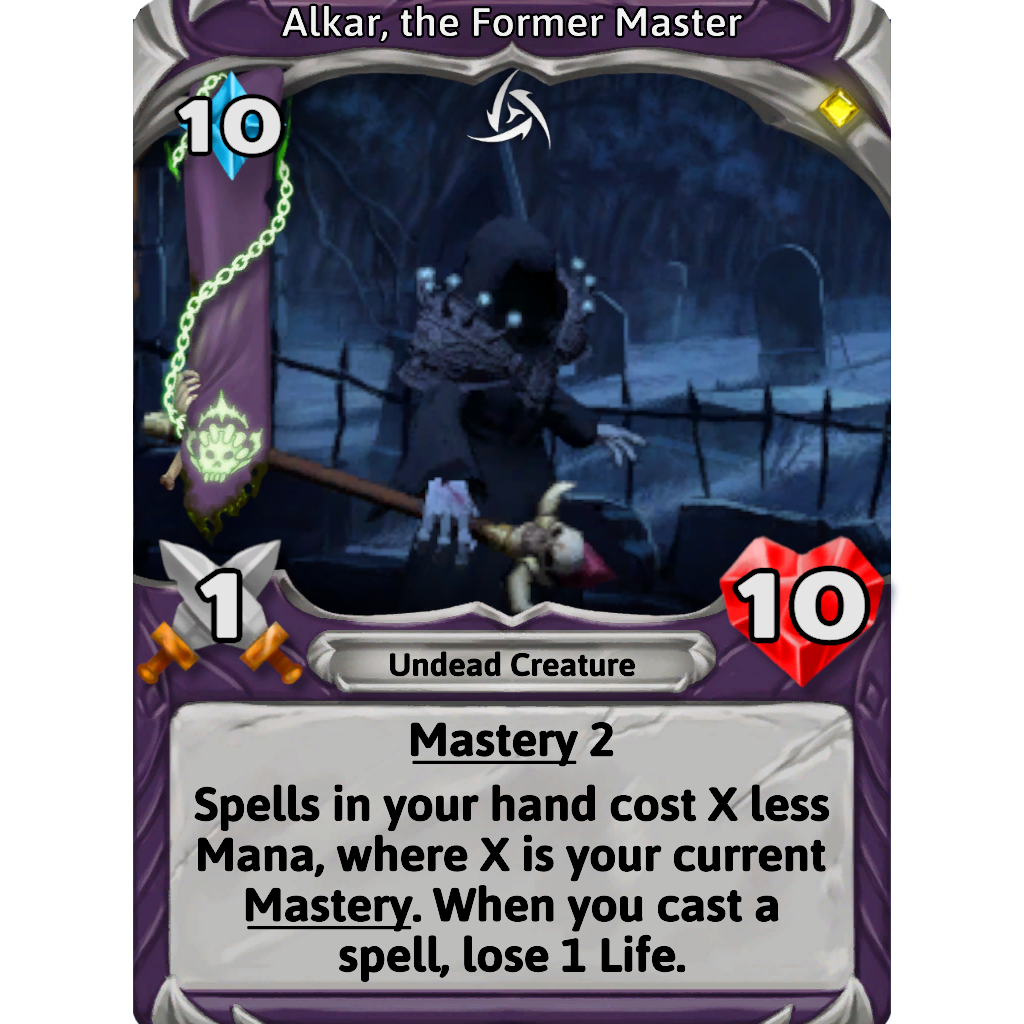 Alkar, the Former Master
10
1
10
Undead Creature
Mastery 2
Spells in your hand cost X less
Mana, where X is your current
Mastery. When you cast a
spell, lose 1 Life.